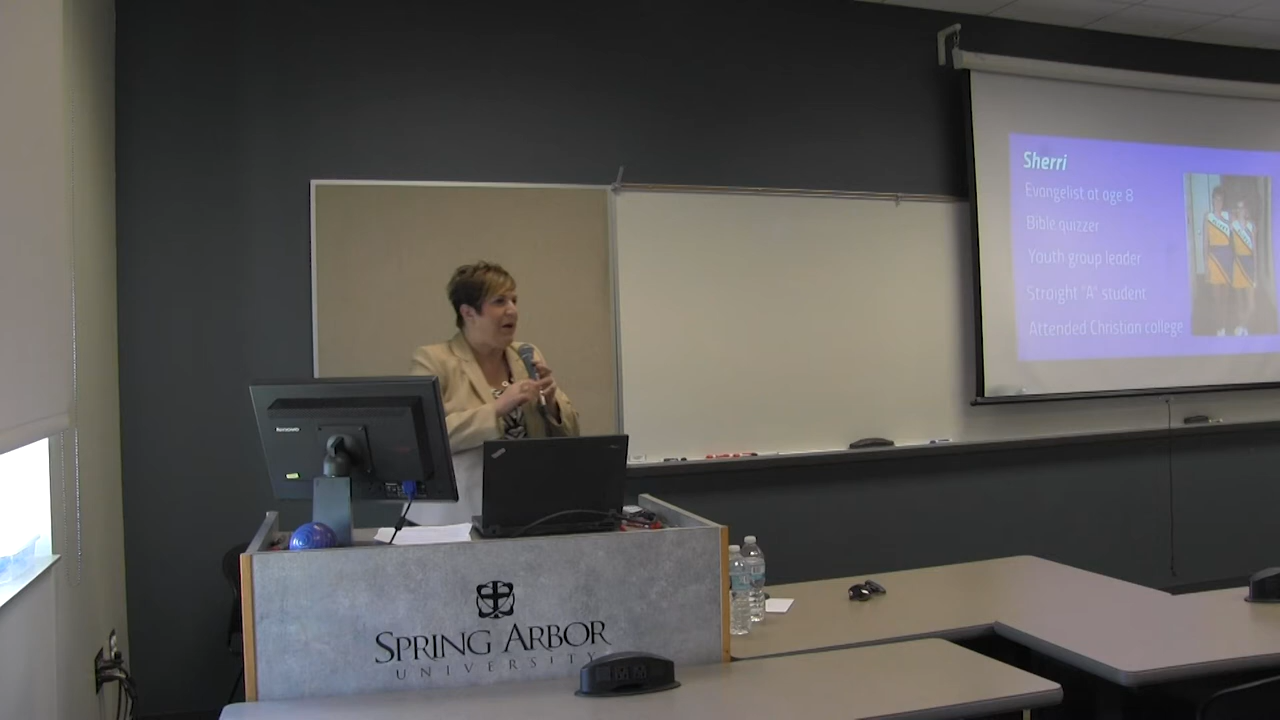 Sherri
Evangelist at age 8
Bible quizzer
Youth group leader
Straight "A" student
Attended Christian college
lenovo
SPRING ARBOR
UNIVERSITY